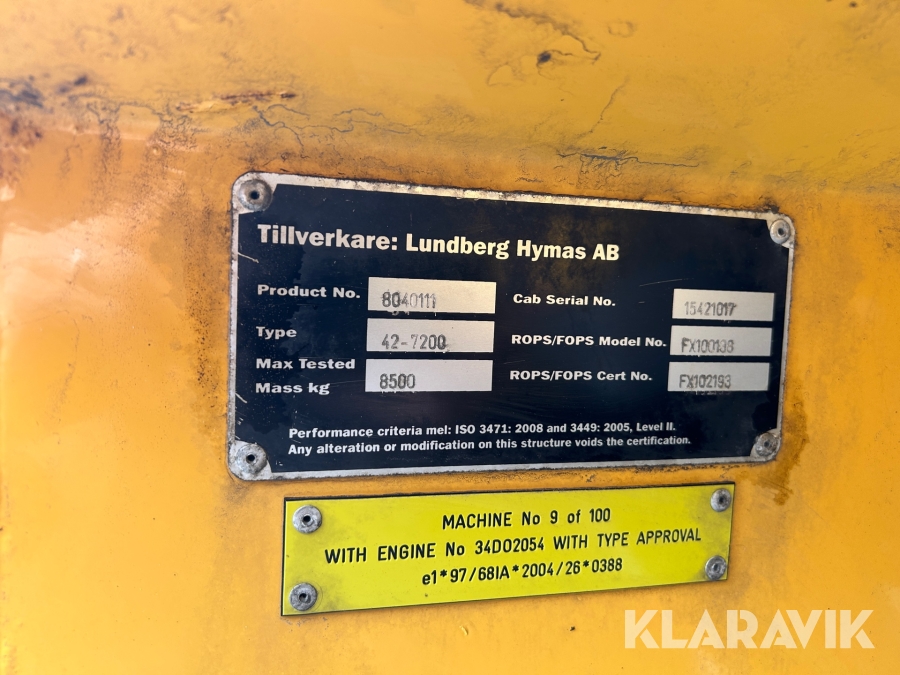 Tillverkare: Lundberg Hymas AB
Product No. 8040111
Cab Serial No. 15421017
Type 42-7200
ROPS/FOPS Model No. FX100138
Max Tested
Mass kg 8500
ROPS/FOPS Cert No. FX102193
Performance criteria mel: ISO 3471: 2008 and 3449: 2005, Level II.
Any alteration or modification on this structure voids the certification.
MACHINE No 9 of 100
WITH ENGINE No 34DO2054 WITH TYPE APPROVAL
e1*97/68IA*2004/26*0388
KLARAVIK